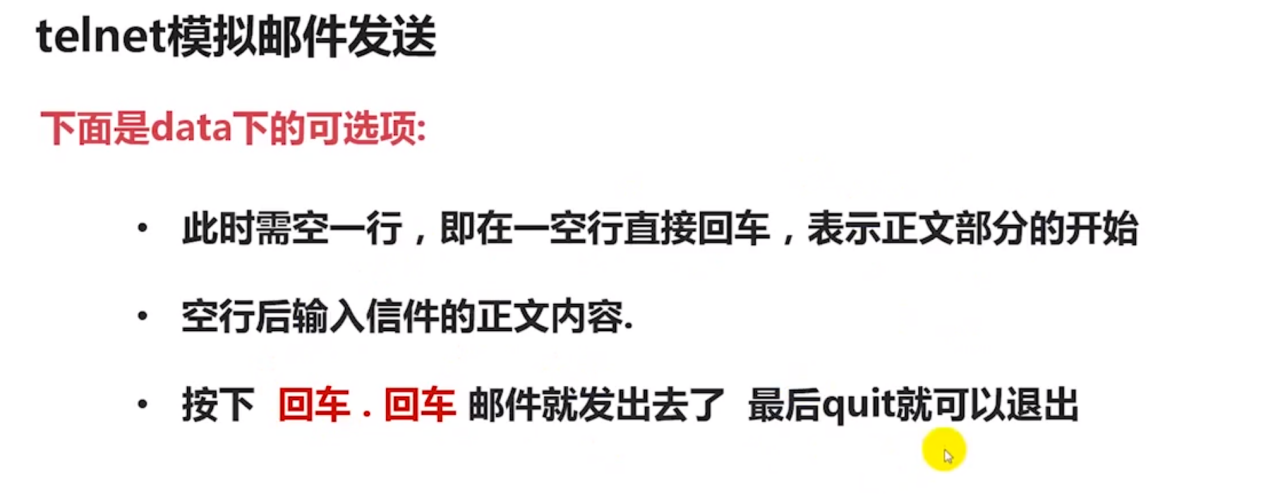 telnet模拟邮件发送
下面是data下的可选项:
• 此时需空一行，即在一空行直接回车，表示正文部分的开始
• 空行后输入信件的正文内容.
• 按下 回车 . 回车 邮件就发出去了 最后quit就可以退出